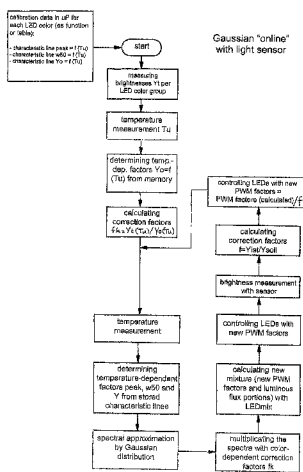 calibration data in µP for
each LED color (as function
or table):
- characteristic line peak = f (Tu)
- characteristic line w50 = f (Tu)
- characteristic line Yo = f (Tu)
start
Gaussian "online"
with light sensor
measuring
brightnesses Yt per
LED color group
temperature
measurement Tu
determining temp.-
dep. factors Yo=f
(Tu) from memory
calculating
correction factors
temperature
measurement
determining
temperature-dependent
factors peak, w50 and
Y from stored
characteristic lines
spectral approximation
by Gaussian
distribution
multiplicating the
spectra with color-
dependent correction
factors fk
calculating new
mixture (new PWM
factors and luminous
flux portions) with
LEDmix
controlling LEDs with
new PWM factors
brightness measurement
with sensor
calculating
correction factors
f=Yist/Ysoll
controlling LEDs with new
PWM factors =
PWM factors (calculated)/f